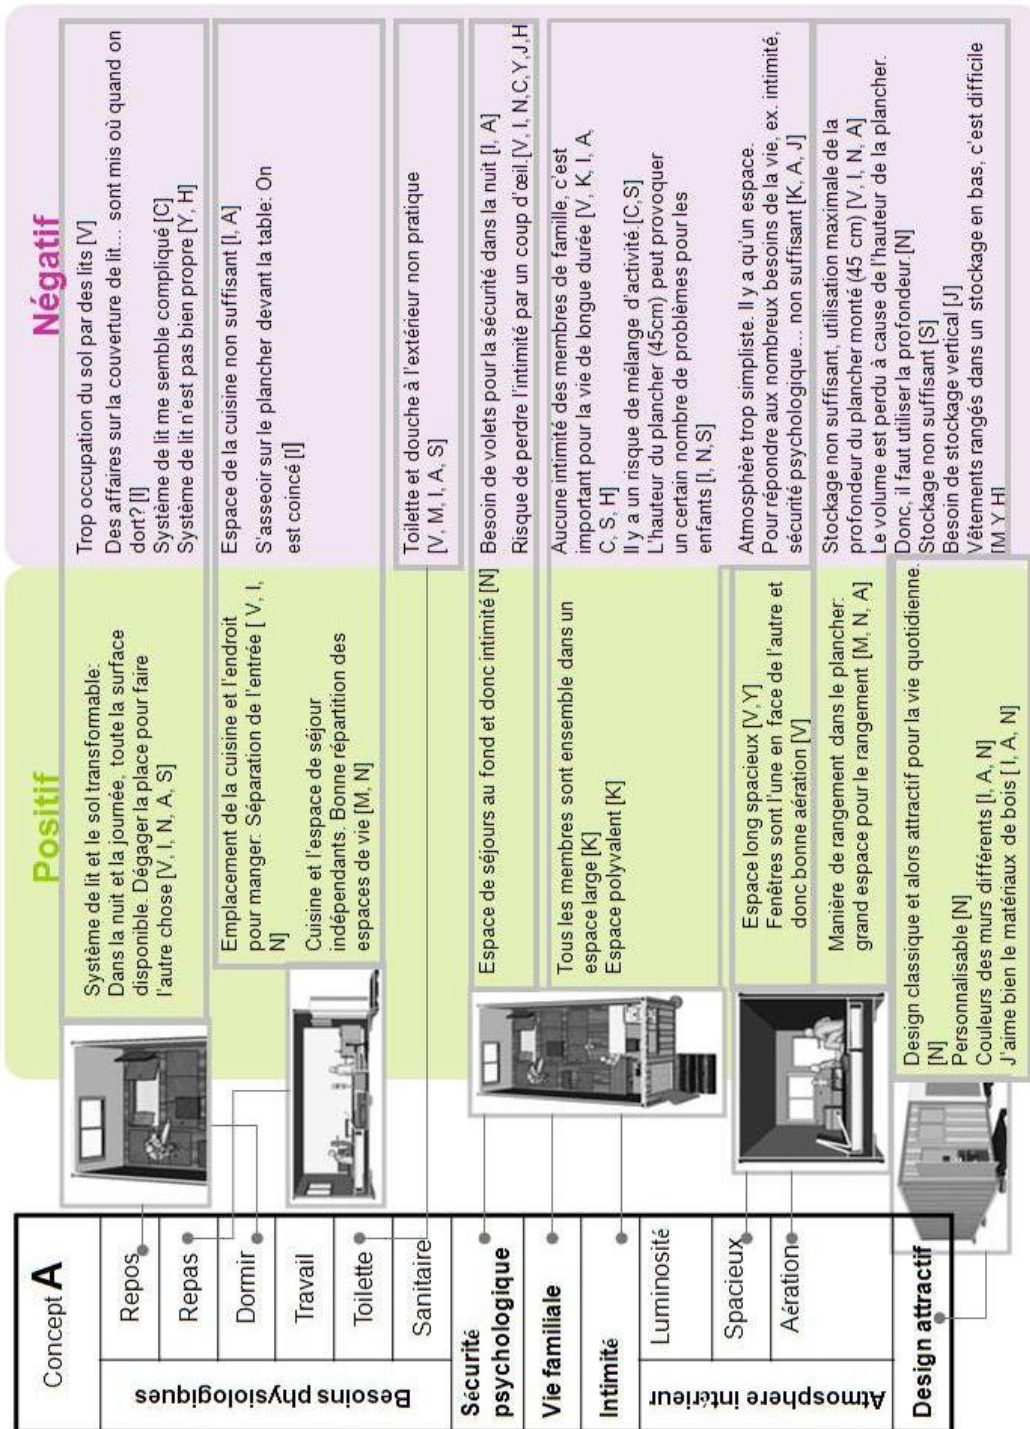 Concept A
Positif
Négatif
Besoins physiologiques
Repos
Repas
Dormir
Travail
Toilette
Sanitaire
Sécurité
psychologique
Vie familiale
Intimité
Atmosphere intérieur
Luminosité
Spacieux
Aération
Design attractif
Système de lit et le sol transformable:
Dans la nuit et la journée, toute la surface
disponible. Dégager la place pour faire
l'autre chose [V, I, N, A, S]
Trop occupation du sol par des lits [V]
Des affaires sur la couverture de lit... sont mis où quand on
dort? [I]
Système de lit me semble compliqué [C]
Système de lit n'est pas bien propre [Y, H]
Emplacement de la cuisine et l'endroit
pour manger: Séparation de l'entrée [ V, I,
N]
Cuisine et l'espace de séjour
indépendants. Bonne répartition des
espaces de vie [M, N]
Espace de la cuisine non suffisant [I, A]
S'asseoir sur le plancher devant la table: On
est coincé [I]
Toilette et douche à l'extérieur non pratique
[V, M, I, A, S]
Espace de séjours au fond et donc intimité [N]
Besoin de volets pour la sécurité dans la nuit [I, A]
Risque de perdre l'intimité par un coup d'œil.[V, I, N,C,Y,J,H
Tous les membres sont ensemble dans un
espace large [K]
Espace polyvalent [K]
Aucune intimité des membres de famille, c'est
important pour la vie de longue durée [V, K, I, A,
C, S, H]
Il y a un risque de mélange d'activité.[C,S]
L'hauteur du plancher (45cm) peut provoquer
un certain nombre de problèmes pour les
enfants [I, N,S]
Espace long spacieux [V,Y]
Fenêtres sont l'une en face de l'autre et
donc bonne aération [V]
Atmosphère trop simpliste. Il y a qu'un espace.
Pour répondre aux nombreux besoins de la vie, ex. intimité,
sécurité psychologique... non suffisant [K, A, J]
Manière de rangement dans le plancher:
grand espace pour le rangement [M, N, A]
Stockage non suffisant, utilisation maximale de la
profondeur du plancher monté (45 cm) [V, I, N, A]
Le volume est perdu à cause de l'hauteur de la plancher.
Donc, il faut utiliser la profondeur.[N]
Stockage non suffisant [S]
Besoin de stockage vertical [J]
Vêtements rangés dans un stockage en bas, c'est difficile
[M Y H]
Design classique et alors attractif pour la vie quotidienne.
[N]
Personnalisable [N]
Couleurs des murs différents [I, A, N]
J'aime bien le matériaux de bois [ I, A, N]